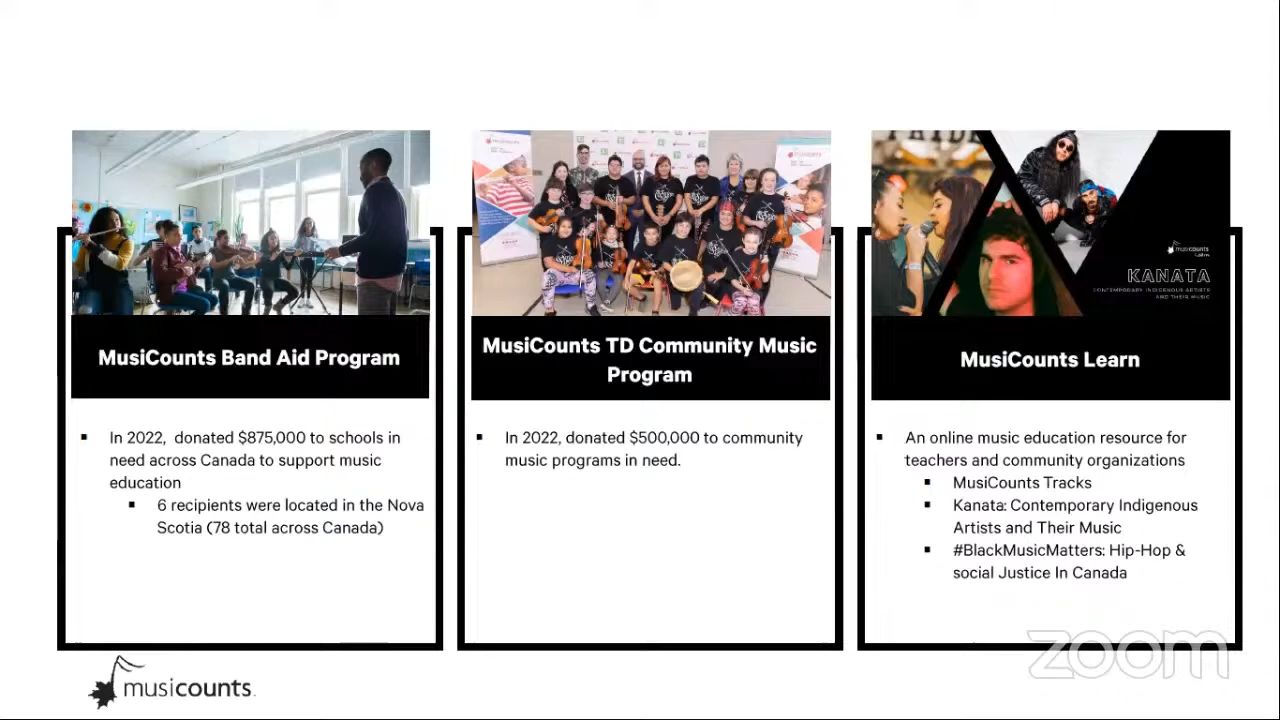 musicounts
KANATA
CONTEMPORARY INDIGENOUS ARTISTS
AND THEIR MUSIC
MusiCounts Band Aid Program
MusiCounts TD Community Music
Program
MusiCounts Learn
▪ In 2022, donated $875,000 to schools in
need across Canada to support music
education
▪ 6 recipients were located in the Nova
Scotia (78 total across Canada)
▪ In 2022, donated $500,000 to community
music programs in need.
▪ An online music education resource for
teachers and community organizations
▪ MusiCounts Tracks
▪ Kanata: Contemporary Indigenous
Artists and Their Music
▪ #BlackMusicMatters: Hip-Hop &
social Justice In Canada
zoom
musicounts